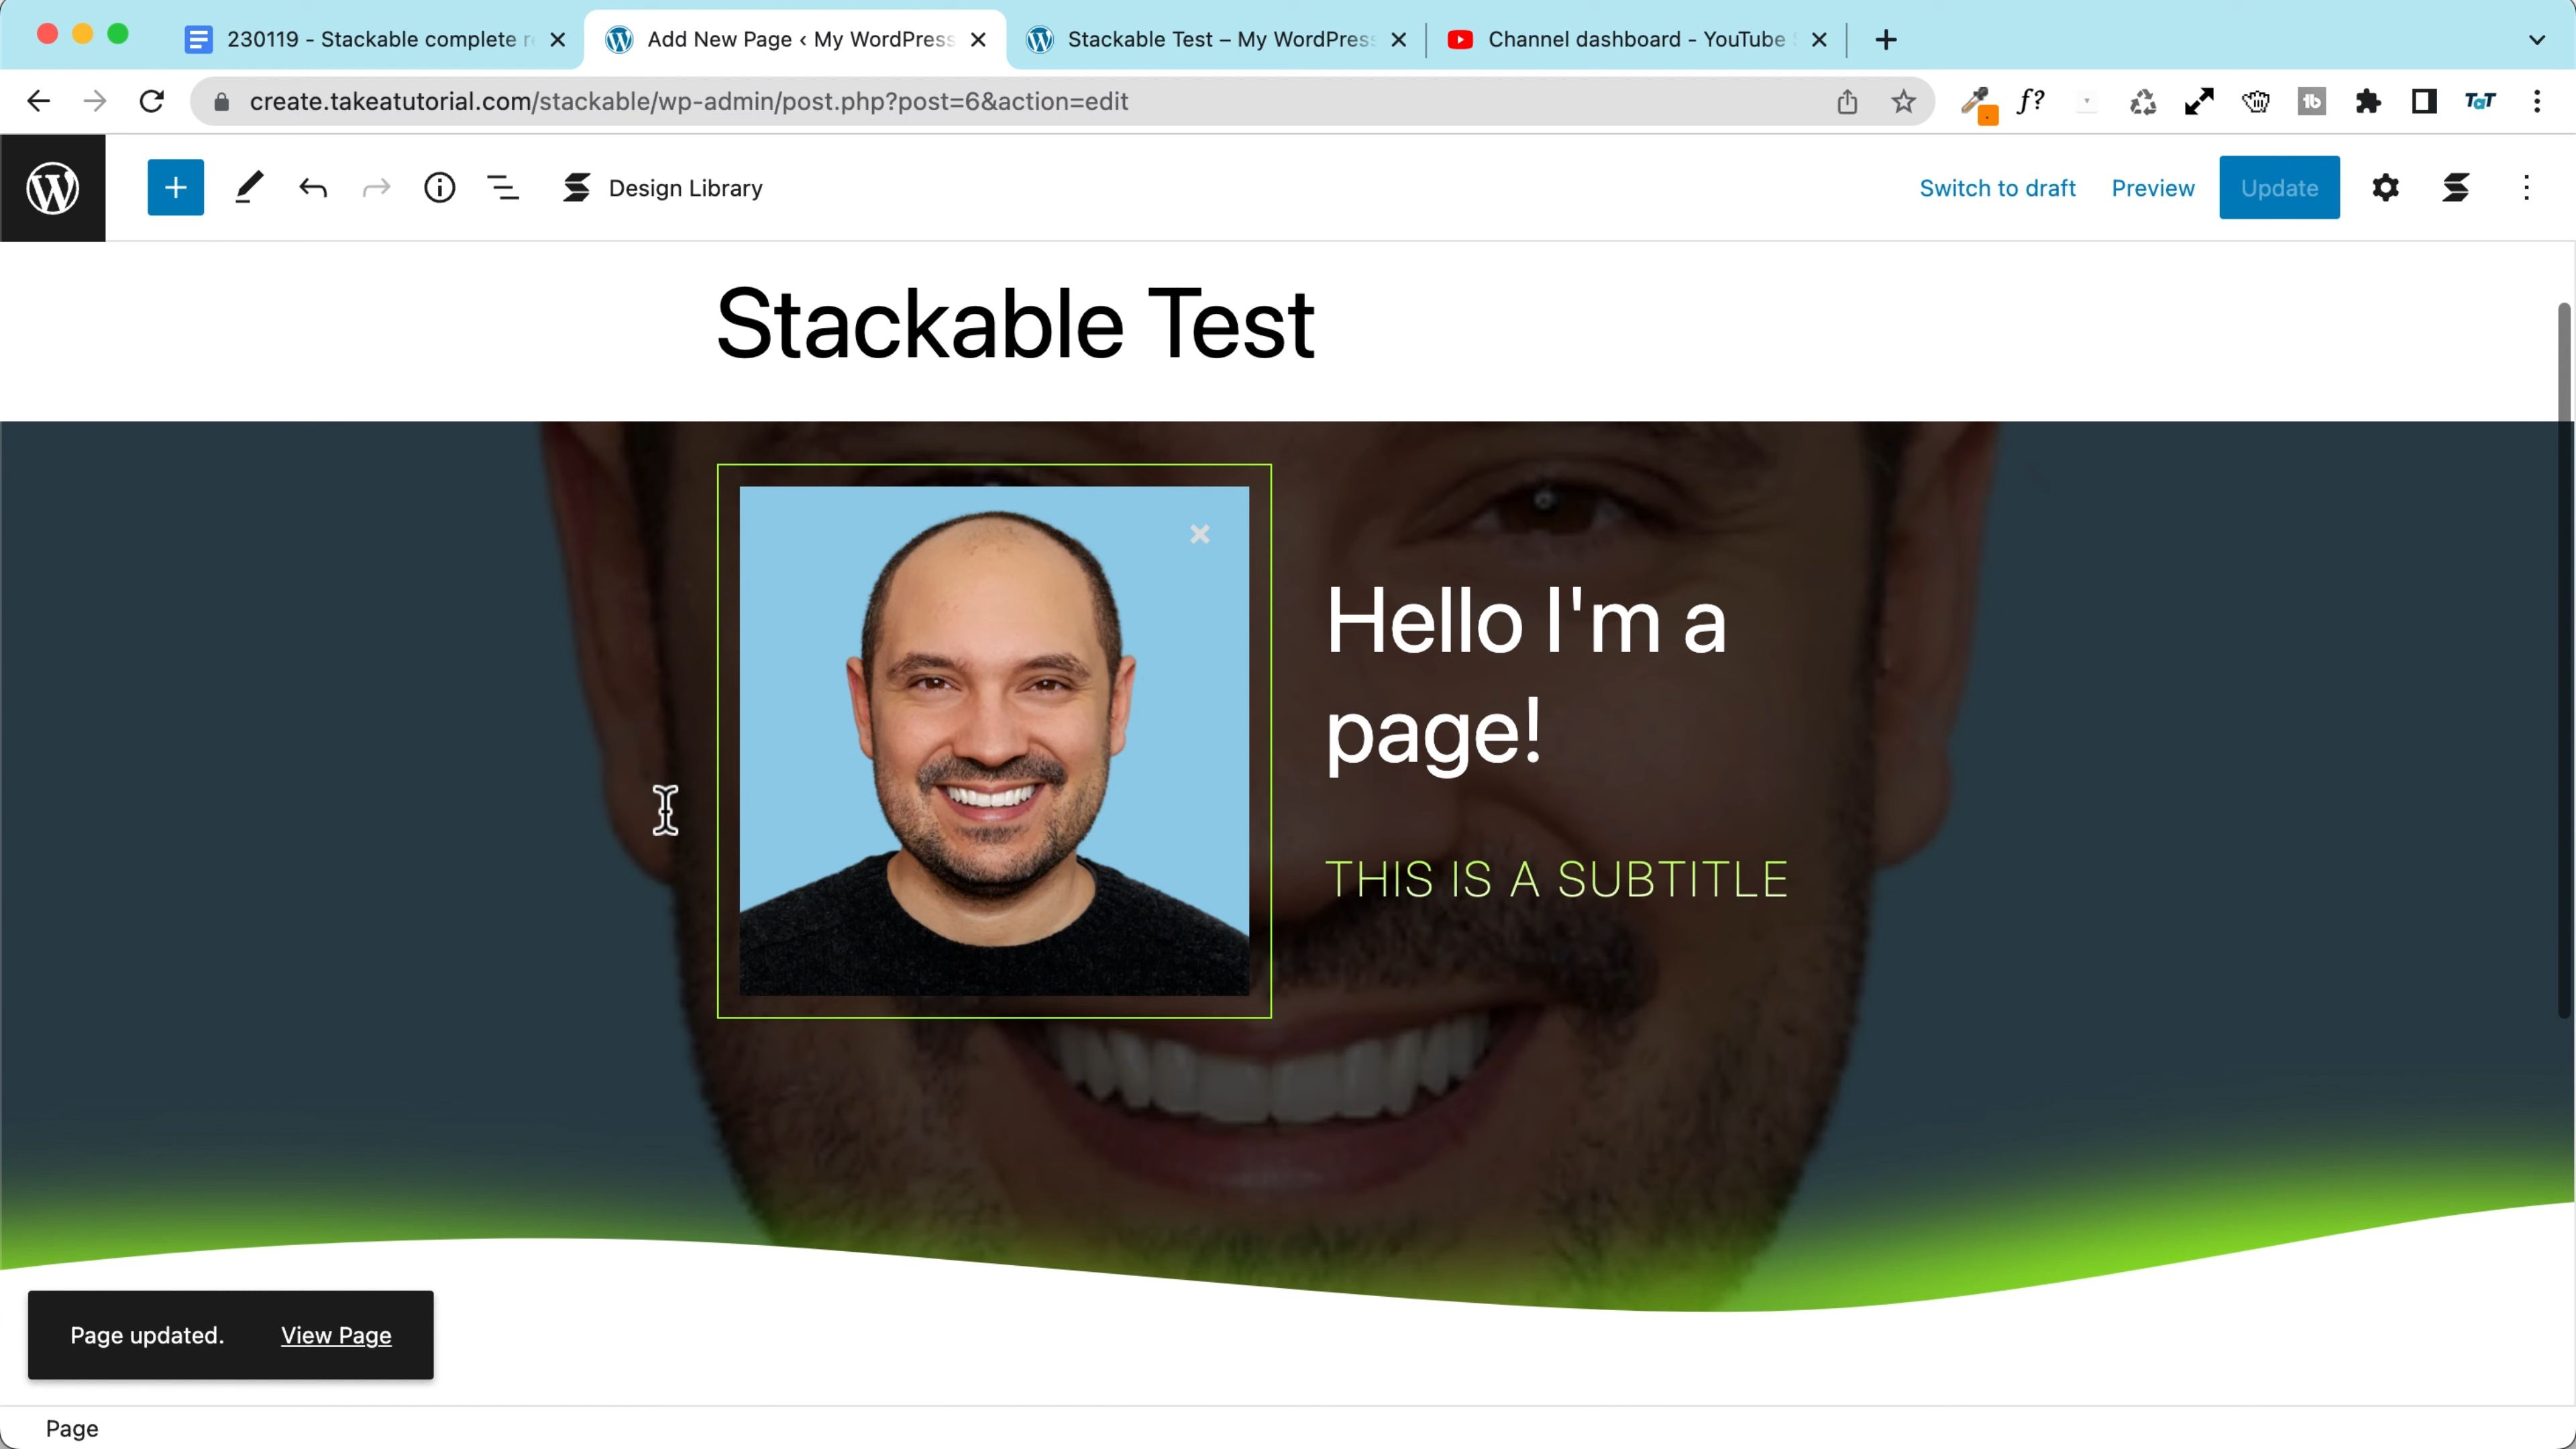 230119 - Stackable complete r
Add New Page ‹ My WordPress
Stackable Test – My WordPress
Channel dashboard - YouTube S
create.takeatutorial.com/stackable/wp-admin/post.php?post=6&action=edit
f?
tb
TaT
+ Design Library
Switch to draft
Preview
Update
Stackable Test
Hello I'm a
page!
THIS IS A SUBTITLE
Page updated. View Page
Page